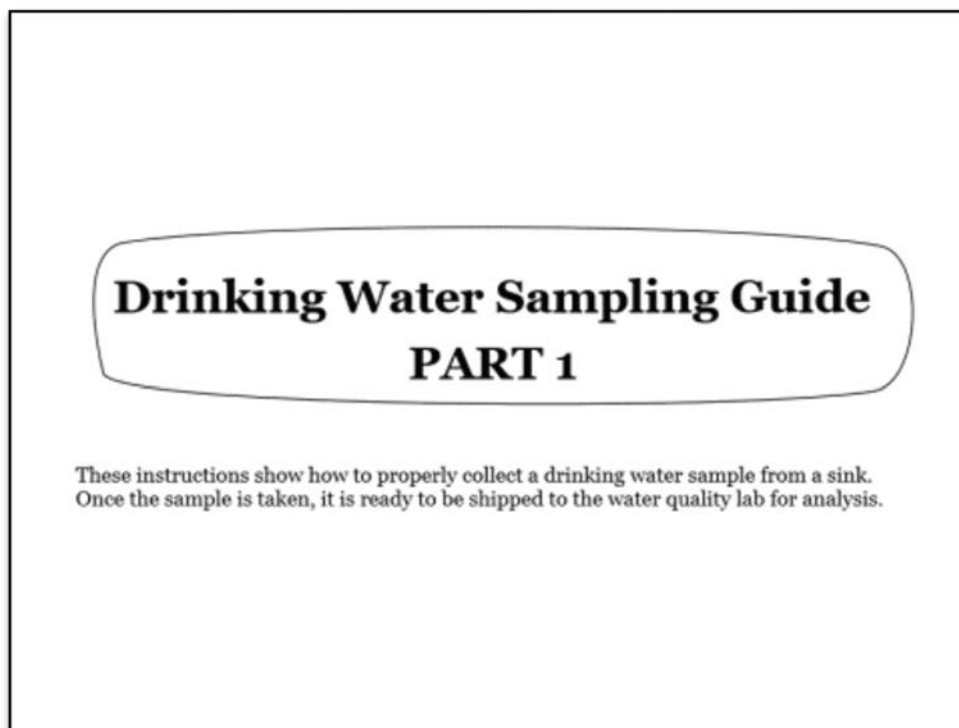 Drinking Water Sampling Guide
PART 1
These instructions show how to properly collect a drinking water sample from a sink.
Once the sample is taken, it is ready to be shipped to the water quality lab for analysis.